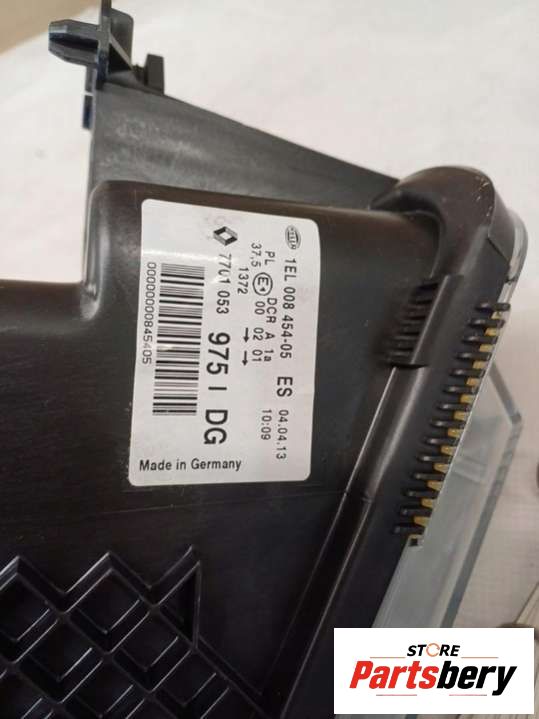 HELLA
1EL 008 454-05 ES 04.04.13
10:09
PL DCR A 1a
37,5 E1 00 02 01
1372 → →
7701 053 975 I DG
00000000845405
Made in Germany
STORE
Partsbery